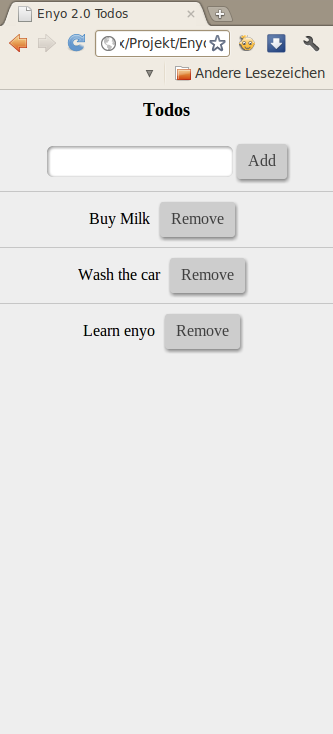 Enyo 2.0 Todos
x/Projekt/Enyo
Andere Lesezeichen
Todos
Add
Buy Milk Remove
Wash the car Remove
Learn enyo Remove